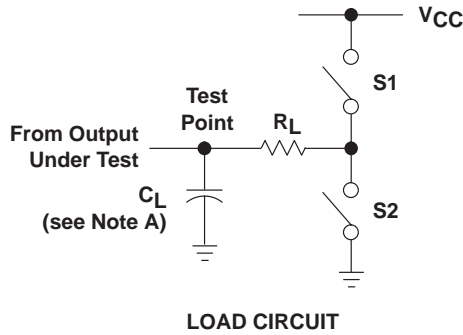 VCC
S1
Test
Point
RL
From Output
Under Test
CL
(see Note A)
S2
LOAD CIRCUIT